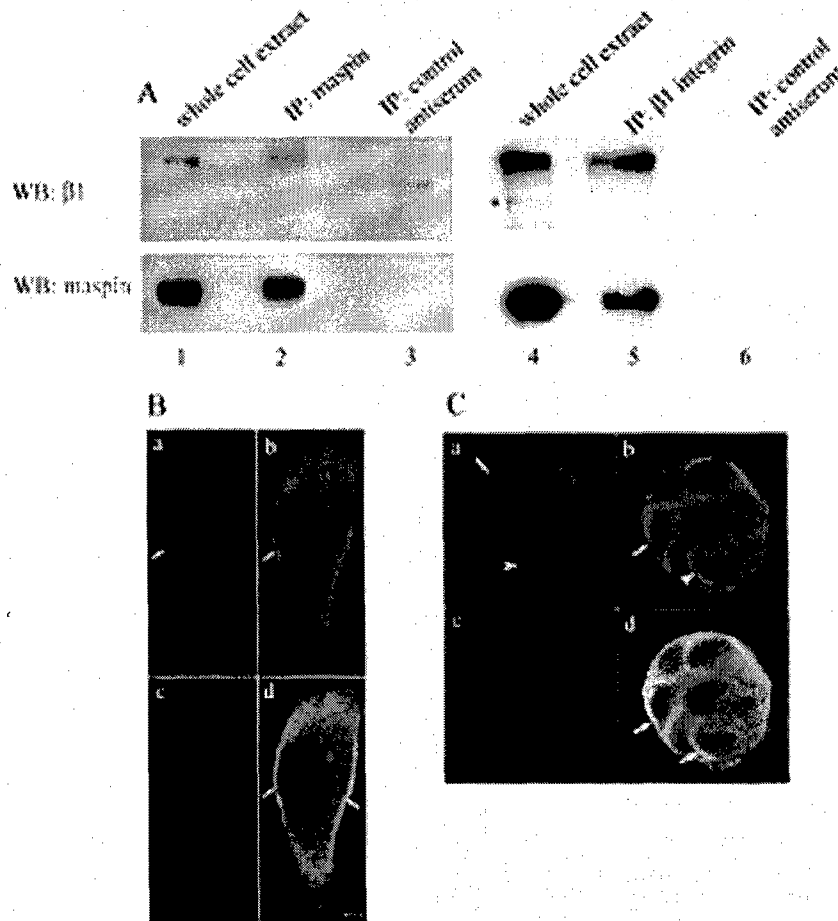 A
whole cell extract
IP: maspin
IP: control
antiserum
whole cell extract
IP: β1 integrin
IP: control
antiserum
WB: β1
WB: maspin
1 2 3 4 5 6
B
C
a b
a b
c d
c d